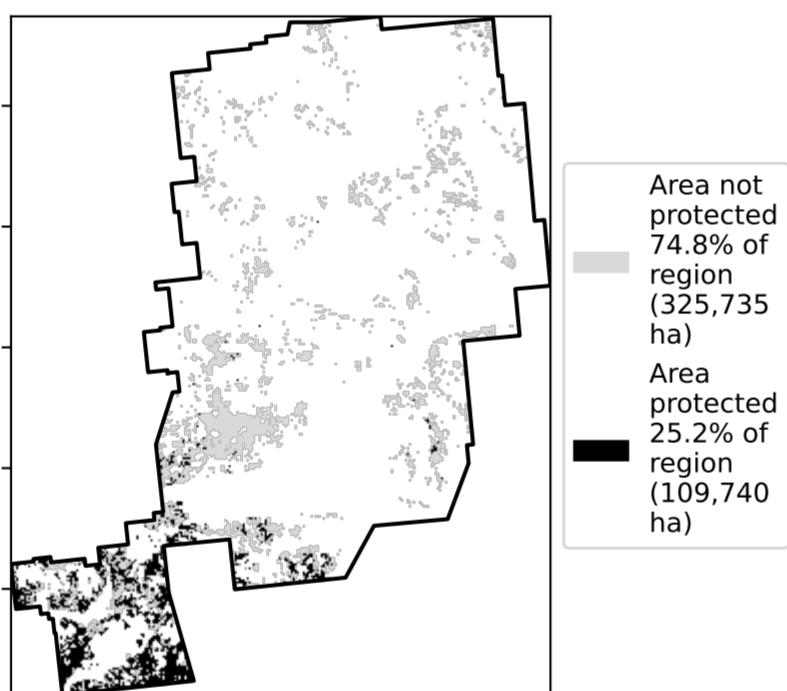 Area not
protected
74.8% of
region
(325,735
ha)
Area
protected
25.2% of
region
(109,740
ha)